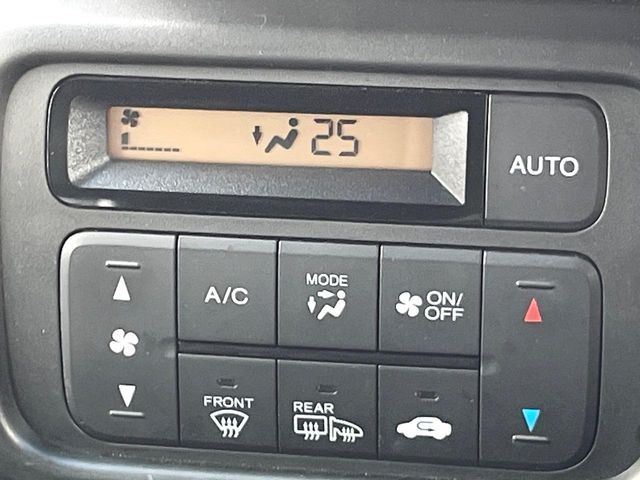 25
AUTO
A/C
MODE
ON/
OFF
FRONT
REAR